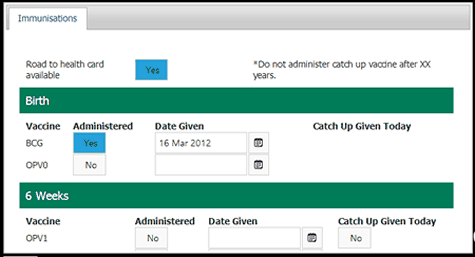 Immunisations
Road to health card available Yes *Do not administer catch up vaccine after XX years.
Birth
Vaccine Administered Date Given Catch Up Given Today
BCG Yes 16 Mar 2012
OPV0 No
6 Weeks
Vaccine Administered Date Given Catch Up Given Today
OPV1 No No